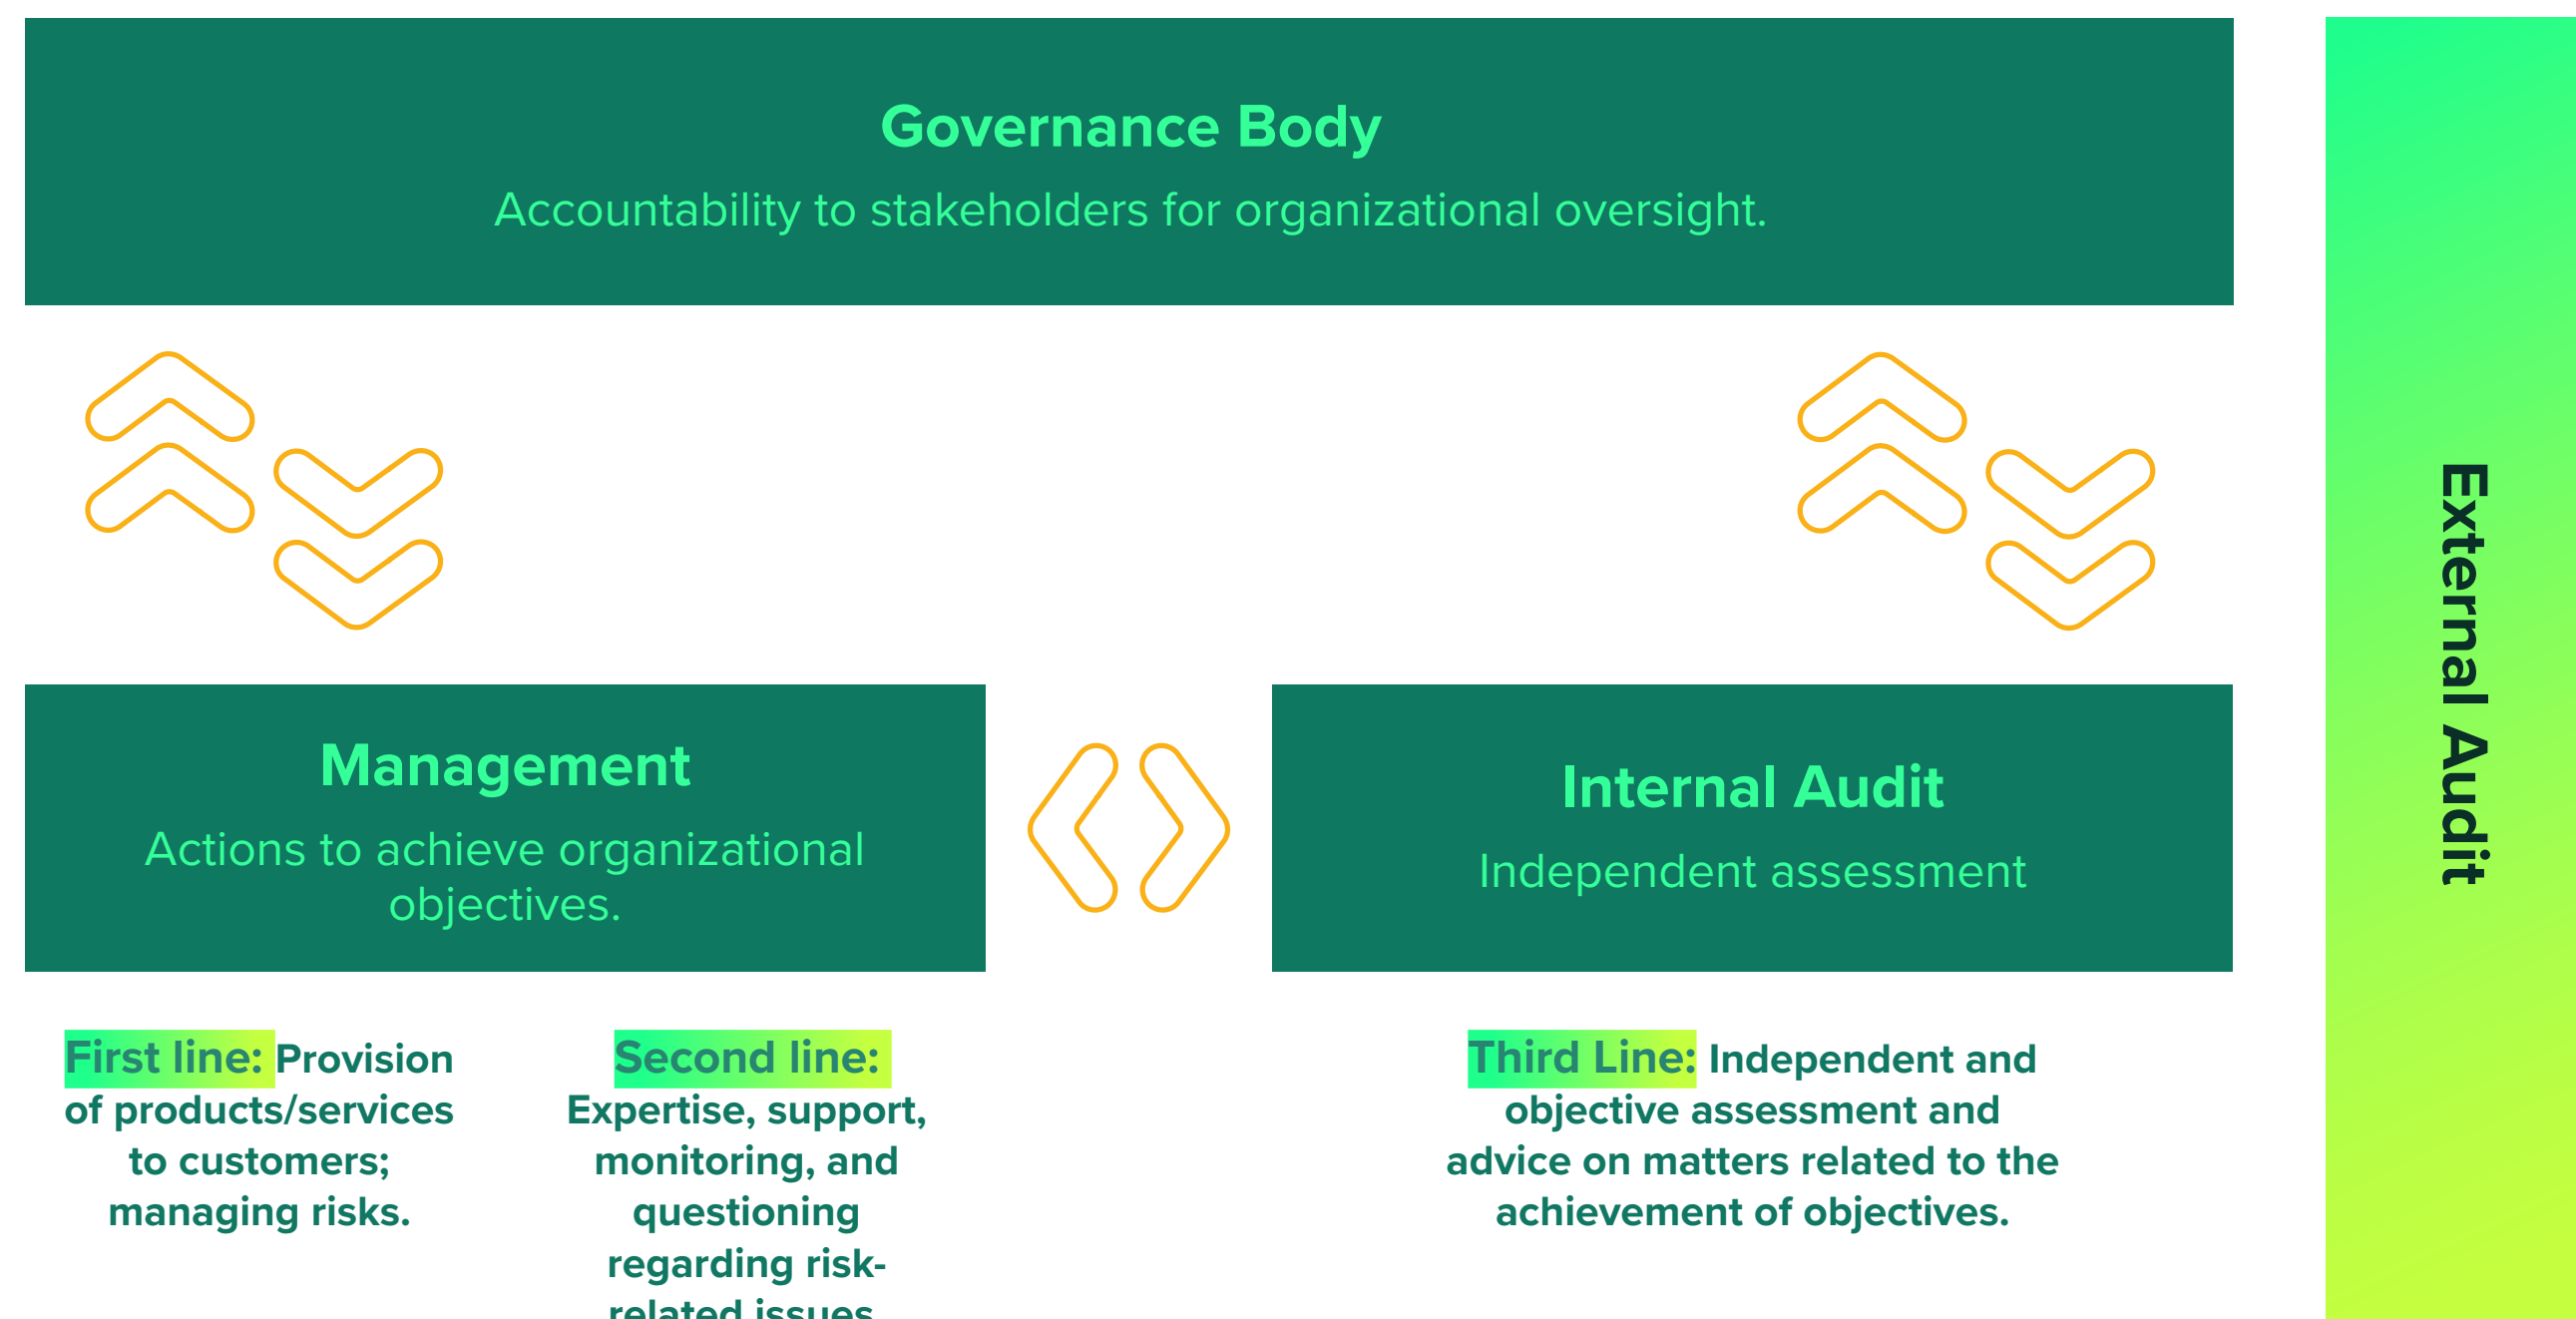 Governance Body
Accountability to stakeholders for organizational oversight.
Management
Actions to achieve organizational
objectives.
Internal Audit
Independent assessment
First line: Provision
of products/services
to customers;
managing risks.
Second line:
Expertise, support,
monitoring, and
questioning
regarding risk-
related issues
Third Line: Independent and
objective assessment and
advice on matters related to the
achievement of objectives.
External Audit